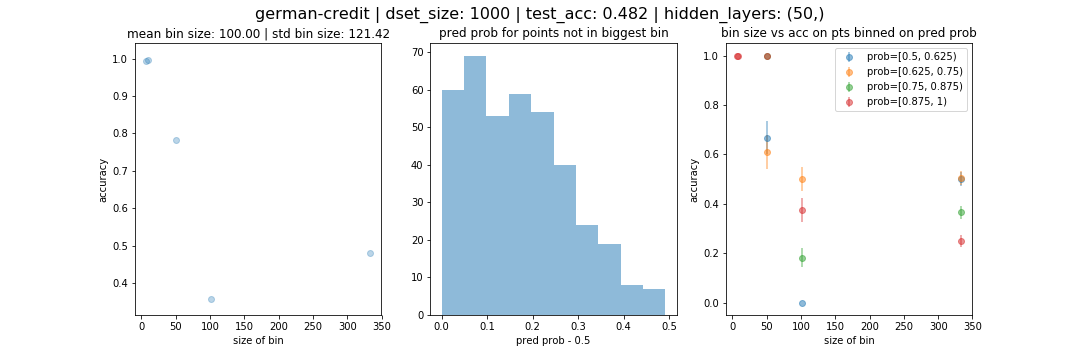 german-credit | dset_size: 1000 | test_acc: 0.482 | hidden_layers: (50,)
mean bin size: 100.00 | std bin size: 121.42
accuracy
1.0
0.9
0.8
0.7
0.6
0.5
0.4
0 50 100 150 200 250 300 350
size of bin
pred prob for points not in biggest bin
70
60
50
40
30
20
10
0
0.0 0.1 0.2 0.3 0.4 0.5
pred prob - 0.5
bin size vs acc on pts binned on pred prob
accuracy
1.0
0.8
0.6
0.4
0.2
0.0
prob=[0.5, 0.625)
prob=[0.625, 0.75)
prob=[0.75, 0.875)
prob=[0.875, 1)
0 50 100 150 200 250 300 350
size of bin